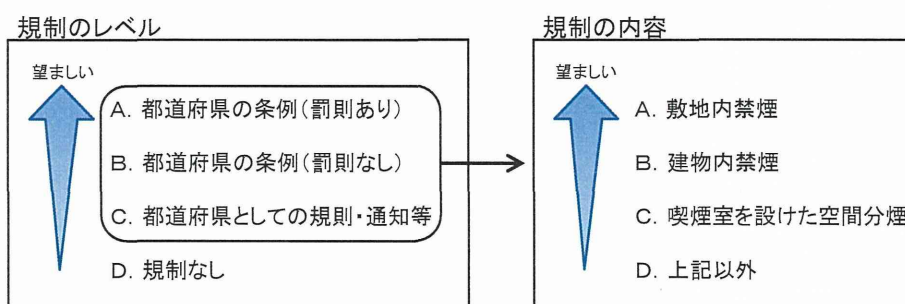 規制のレベル
望ましい
A. 都道府県の条例(罰則あり)
B. 都道府県の条例(罰則なし)
C. 都道府県としての規則・通知等
D. 規制なし
規制の内容
望ましい
A. 敷地内禁煙
B. 建物内禁煙
C. 喫煙室を設けた空間分煙
D. 上記以外